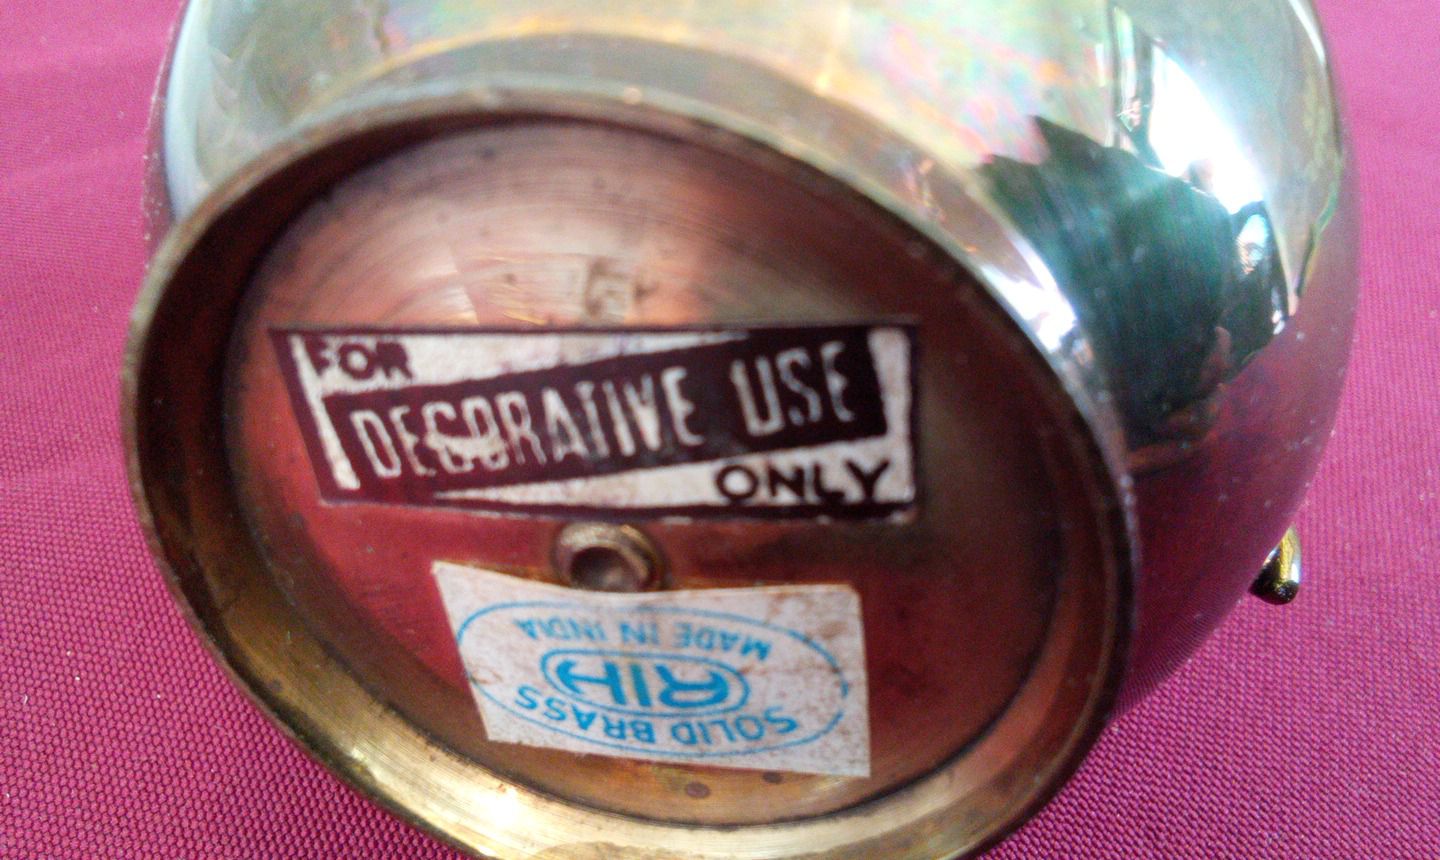 FOR
DECORATIVE USE
ONLY
SOLID BRASS
RIH
MADE IN INDIA